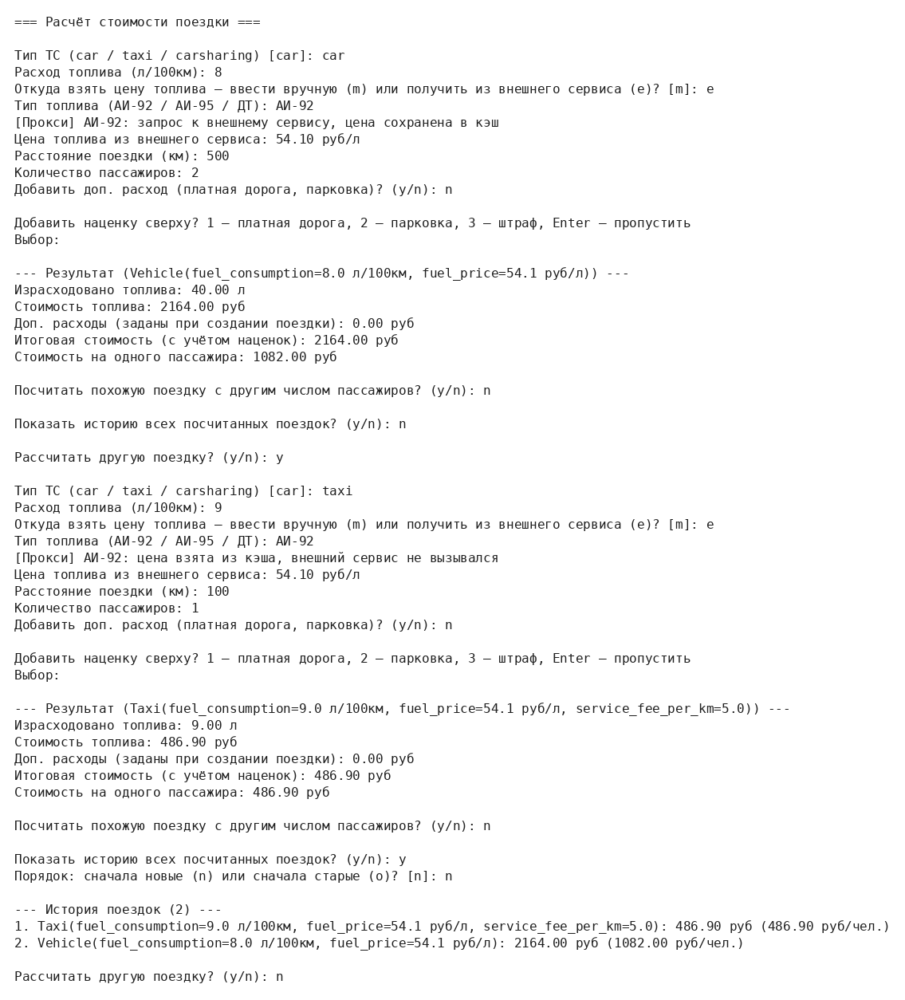 === Расчёт стоимости поездки ===
Тип ТС (car / taxi / carsharing) [car]: car
Расход топлива (л/100км): 8
Откуда взять цену топлива — ввести вручную (m) или получить из внешнего сервиса (e)? [m]: e
Тип топлива (АИ-92 / АИ-95 / ДТ): АИ-92
[Прокси] АИ-92: запрос к внешнему сервису, цена сохранена в кэш
Цена топлива из внешнего сервиса: 54.10 руб/л
Расстояние поездки (км): 500
Количество пассажиров: 2
Добавить доп. расход (платная дорога, парковка)? (y/n): n
Добавить наценку сверху? 1 — платная дорога, 2 — парковка, 3 — штраф, Enter — пропустить
Выбор:
--- Результат (Vehicle(fuel_consumption=8.0 л/100км, fuel_price=54.1 руб/л)) ---
Израсходовано топлива: 40.00 л
Стоимость топлива: 2164.00 руб
Доп. расходы (заданы при создании поездки): 0.00 руб
Итоговая стоимость (с учётом наценок): 2164.00 руб
Стоимость на одного пассажира: 1082.00 руб
Посчитать похожую поездку с другим числом пассажиров? (y/n): n
Показать историю всех посчитанных поездок? (y/n): n
Рассчитать другую поездку? (y/n): y
Тип ТС (car / taxi / carsharing) [car]: taxi
Расход топлива (л/100км): 9
Откуда взять цену топлива — ввести вручную (m) или получить из внешнего сервиса (e)? [m]: e
Тип топлива (АИ-92 / АИ-95 / ДТ): АИ-92
[Прокси] АИ-92: цена взята из кэша, внешний сервис не вызывался
Цена топлива из внешнего сервиса: 54.10 руб/л
Расстояние поездки (км): 100
Количество пассажиров: 1
Добавить доп. расход (платная дорога, парковка)? (y/n): n
Добавить наценку сверху? 1 — платная дорога, 2 — парковка, 3 — штраф, Enter — пропустить
Выбор:
--- Результат (Taxi(fuel_consumption=9.0 л/100км, fuel_price=54.1 руб/л, service_fee_per_km=5.0)) ---
Израсходовано топлива: 9.00 л
Стоимость топлива: 486.90 руб
Доп. расходы (заданы при создании поездки): 0.00 руб
Итоговая стоимость (с учётом наценок): 486.90 руб
Стоимость на одного пассажира: 486.90 руб
Посчитать похожую поездку с другим числом пассажиров? (y/n): n
Показать историю всех посчитанных поездок? (y/n): y
Порядок: сначала новые (n) или сначала старые (o)? [n]: n
--- История поездок (2) ---
1. Taxi(fuel_consumption=9.0 л/100км, fuel_price=54.1 руб/л, service_fee_per_km=5.0): 486.90 руб (486.90 руб/чел.)
2. Vehicle(fuel_consumption=8.0 л/100км, fuel_price=54.1 руб/л): 2164.00 руб (1082.00 руб/чел.)
Рассчитать другую поездку? (y/n): n